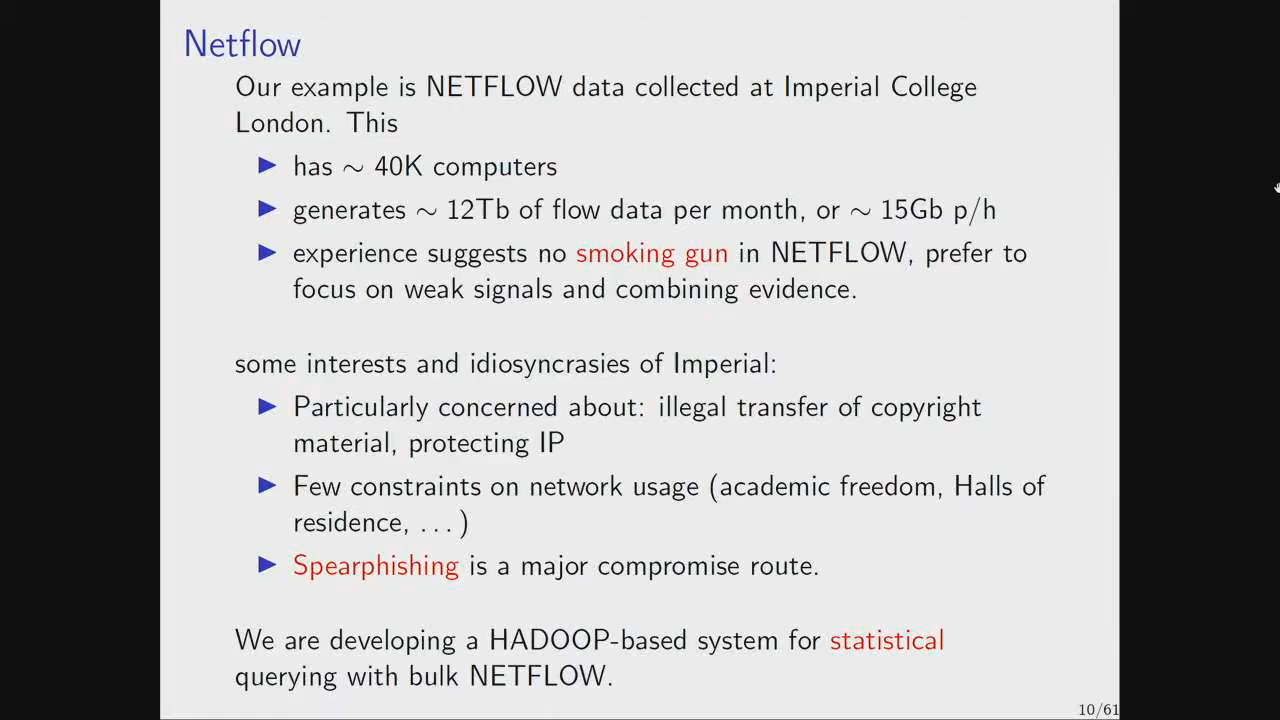 Netflow
Our example is NETFLOW data collected at Imperial College
London. This
▶ has ∼ 40K computers
▶ generates ∼ 12Tb of flow data per month, or ∼ 15Gb p/h
▶ experience suggests no smoking gun in NETFLOW, prefer to
focus on weak signals and combining evidence.
some interests and idiosyncrasies of Imperial:
▶ Particularly concerned about: illegal transfer of copyright
material, protecting IP
▶ Few constraints on network usage (academic freedom, Halls of
residence, . . . )
▶ Spearphishing is a major compromise route.
We are developing a HADOOP-based system for statistical
querying with bulk NETFLOW.
10/61